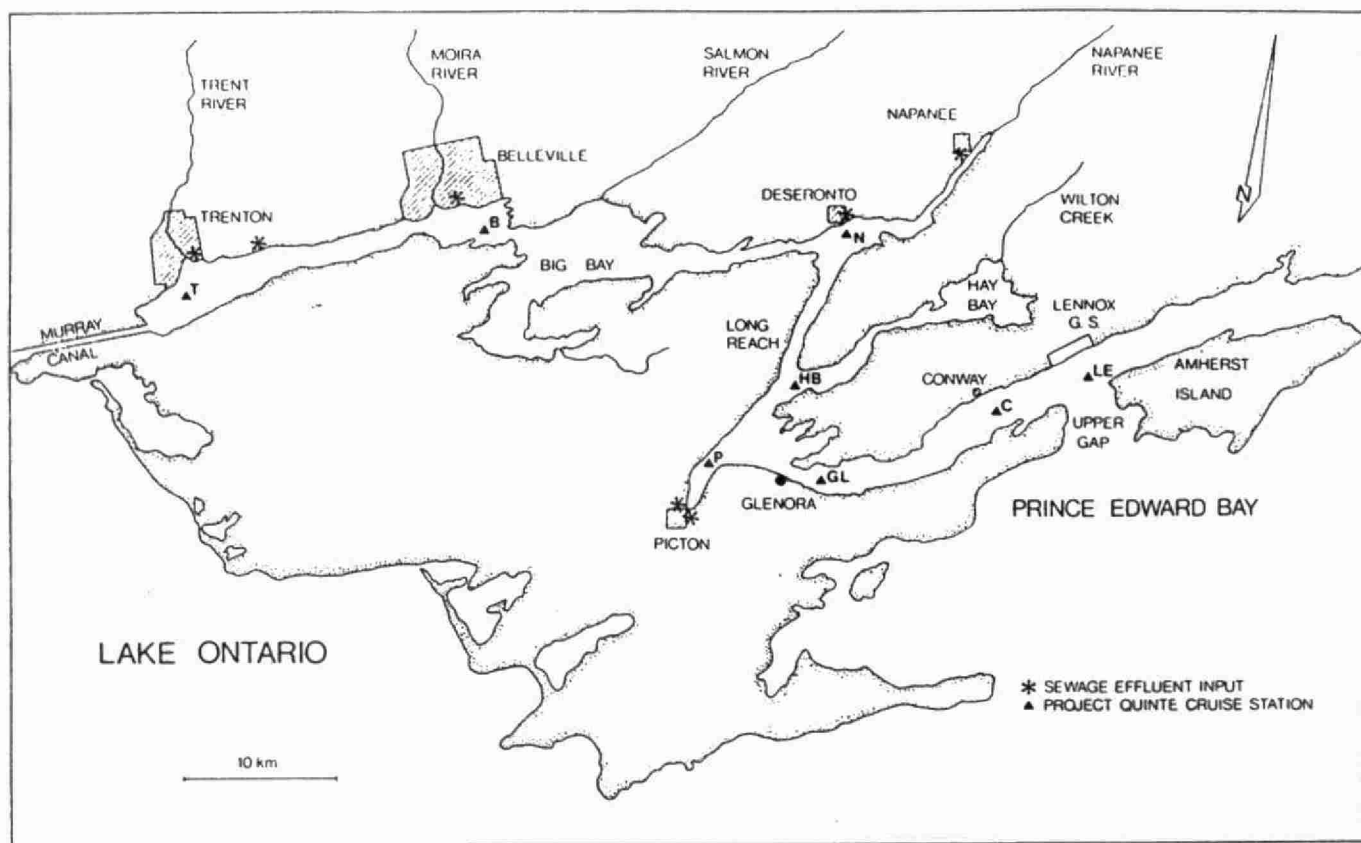 TRENT
RIVER
MOIRA
RIVER
SALMON
RIVER
NAPANEE
RIVER
NAPANEE
BELLEVILLE
DESERONTO
WILTON
CREEK
TRENTON
B
N
BIG BAY
HAY
BAY
LENNOX
G. S.
T
MURRAY
CANAL
LONG
REACH
HB
CONWAY
LE
AMHERST
ISLAND
C
UPPER
GAP
P
GL
GLENORA
PICTON
PRINCE EDWARD BAY
LAKE ONTARIO
SEWAGE EFFLUENT INPUT
PROJECT QUINTE CRUISE STATION
10 km
N